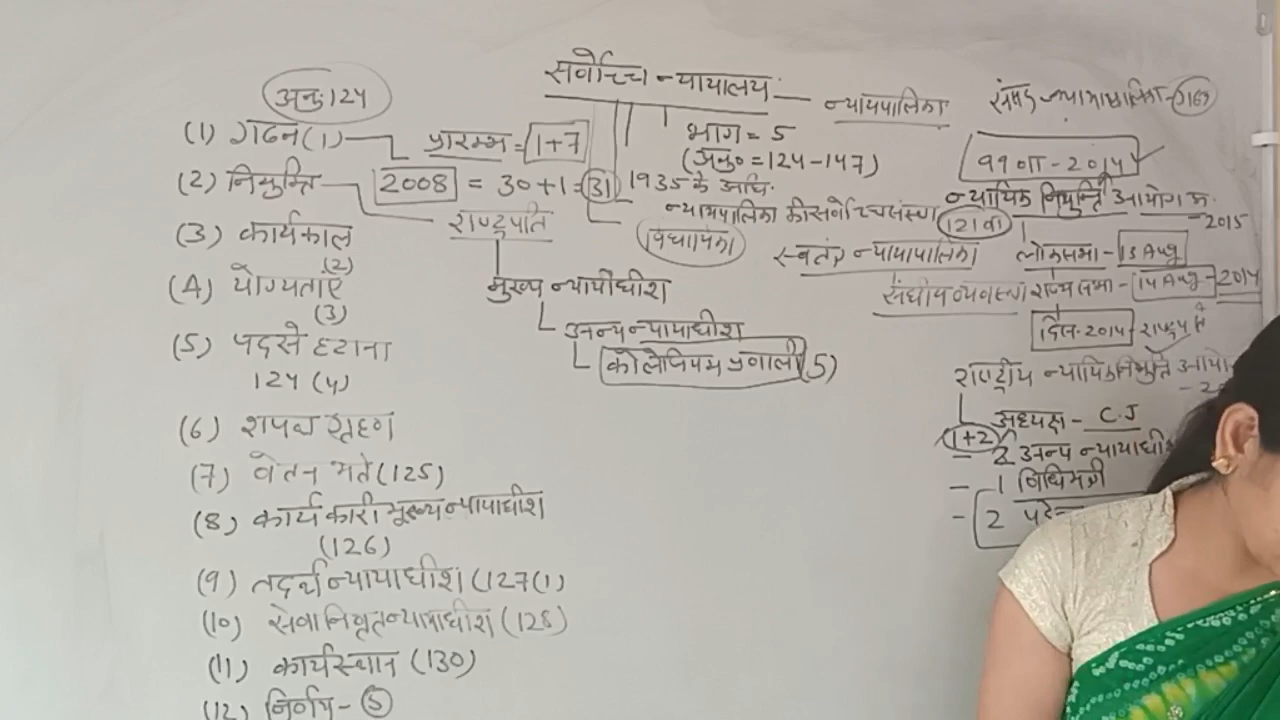 सर्वोच्च न्यायालय — न्यायपालिका
भाग = 5
(अनु० = 124-147)
1935 के अधि.
न्यायपालिका की सर्वोच्च संस्था
विधायिका
स्वतंत्र न्यायपालिका
संघीय व्यवस्था
अनु: 124
(1) गठन (1) प्रारम्भ = 1+7
(2) नियुक्ति 2008 = 30+1 = 31
राष्ट्रपति
मुख्य न्यायाधीश
अन्य न्यायाधीश
कोलेजियम प्रणाली (5)
(3) कार्यकाल
(2)
(4) योग्यताएँ
(3)
(5) पद से हटाना
124 (4)
(6) शपथ ग्रहण
(7) वेतन भत्ते (125)
(8) कार्यकारी मुख्य न्यायाधीश
(126)
(9) तदर्थ न्यायाधीश (127(1)
(10) सेवानिवृत न्यायाधीश (128)
(11) कार्यस्थान (130)
(12) निर्णय - 5
न्यायपालिका
99वा - 2014
न्यायिक नियुक्ति आयोग
121वा
2015
लोकसभा - 13 Aug
राज्यसभा - 14 Aug - 2014
दिस. 2014 -
राष्ट्रीय न्यायिक नियुक्ति
अध्यक्ष - C.J
(1+2)
- 2 अन्य न्यायाधीश
- 1 विधिमंत्री
- 2